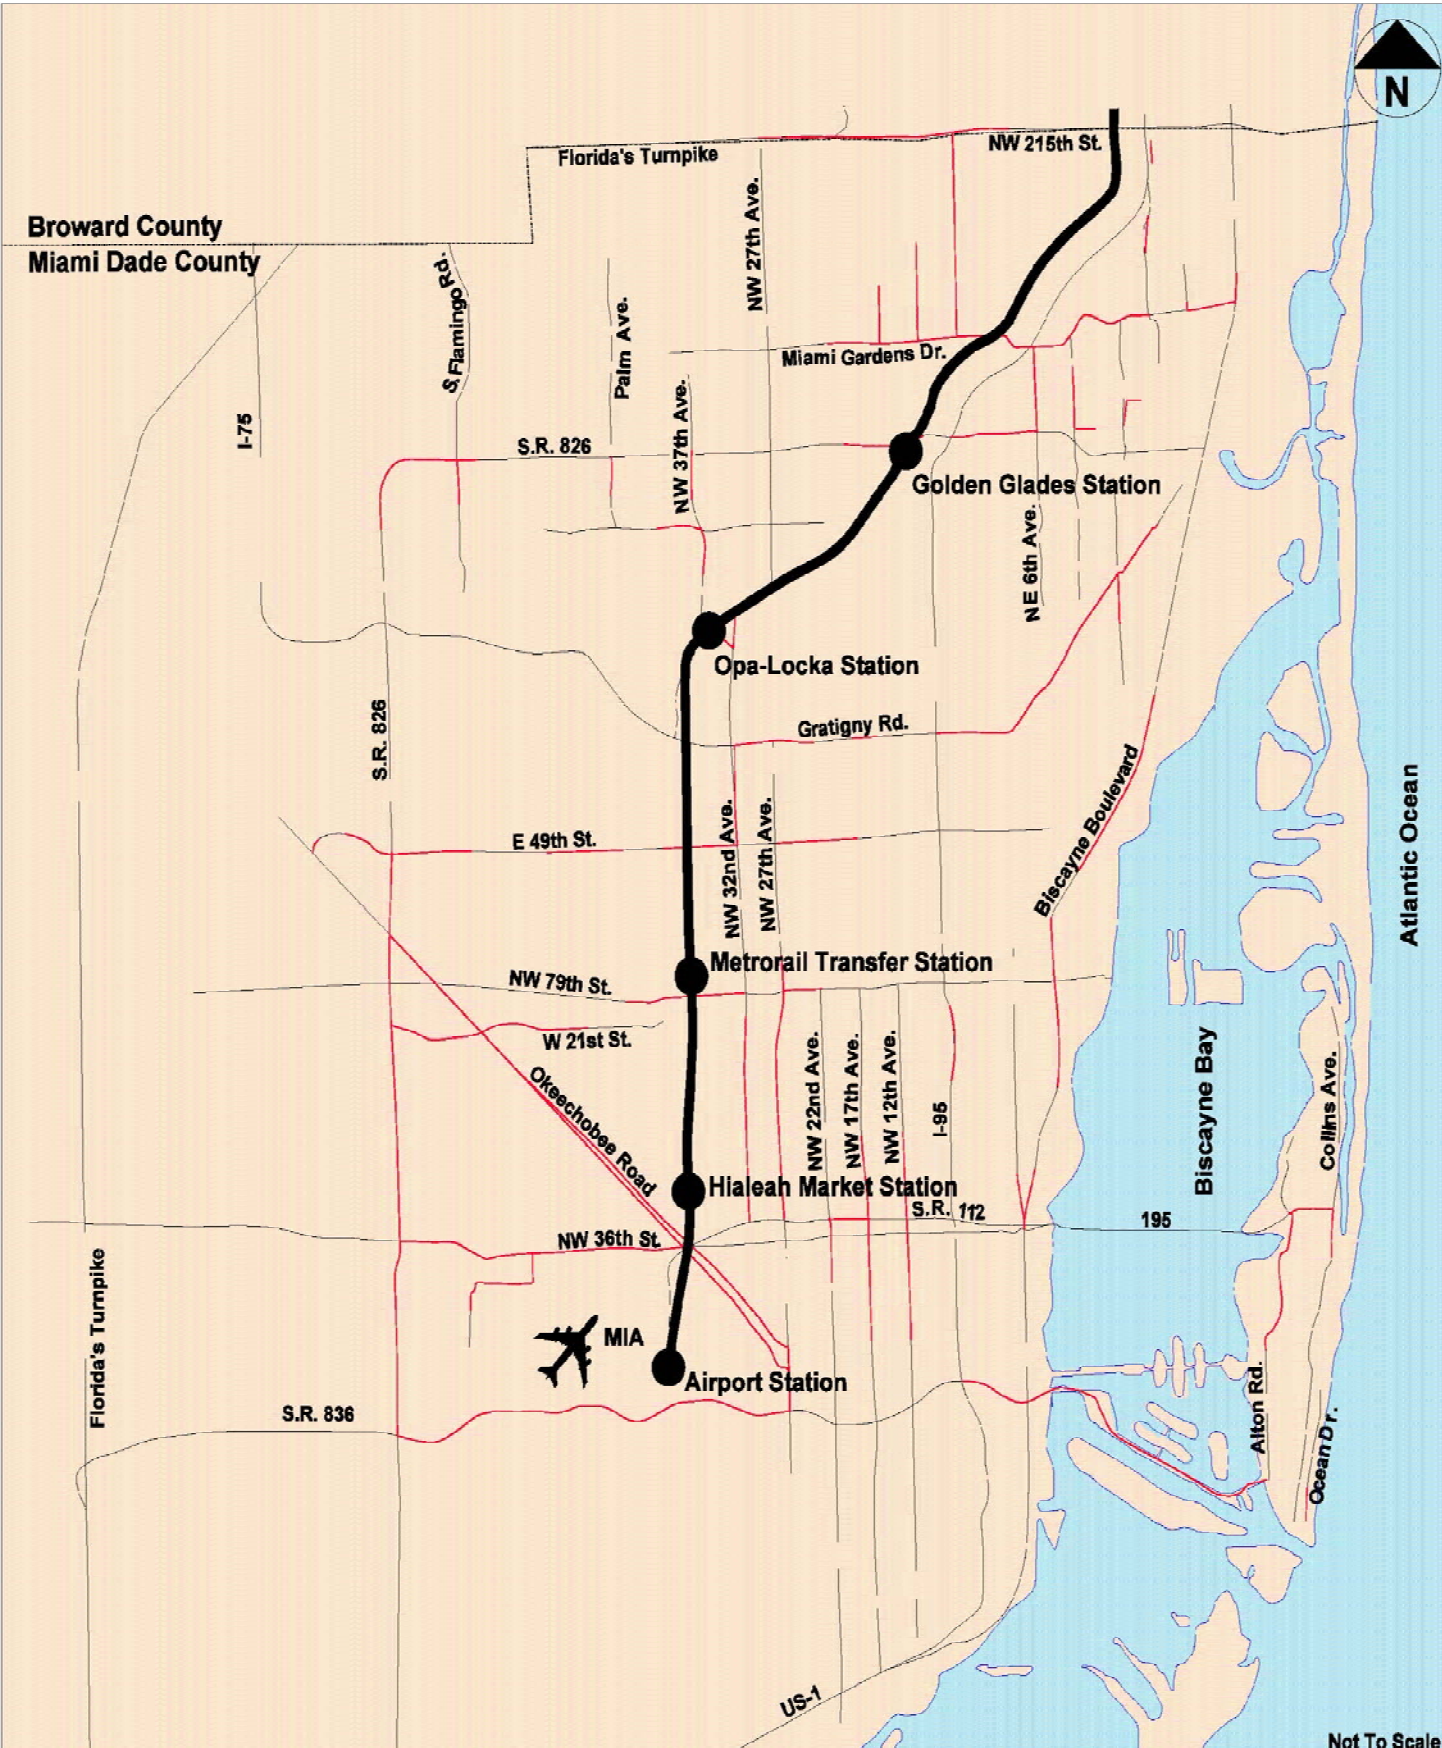 N
NW 215th St.
Florida's Turnpike
Broward County
Miami Dade County
NW 27th Ave.
S. Flamingo Rd.
Palm Ave.
Miami Gardens Dr.
I-75
NW 37th Ave.
S.R. 826
Golden Glades Station
NE 6th Ave.
Opa-Locka Station
S.R. 826
Gratigny Rd.
Biscayne Boulevard
Atlantic Ocean
E 49th St.
NW 32nd Ave.
NW 27th Ave.
Metrorail Transfer Station
NW 79th St.
W 21st St.
Okeechobee Road
NW 22nd Ave.
NW 17th Ave.
NW 12th Ave.
I-95
Biscayne Bay
Collins Ave.
Hialeah Market Station
S.R. 112
195
NW 36th St.
Florida's Turnpike
MIA
Airport Station
S.R. 836
Alton Rd.
Ocean Dr.
US-1
Not To Scale